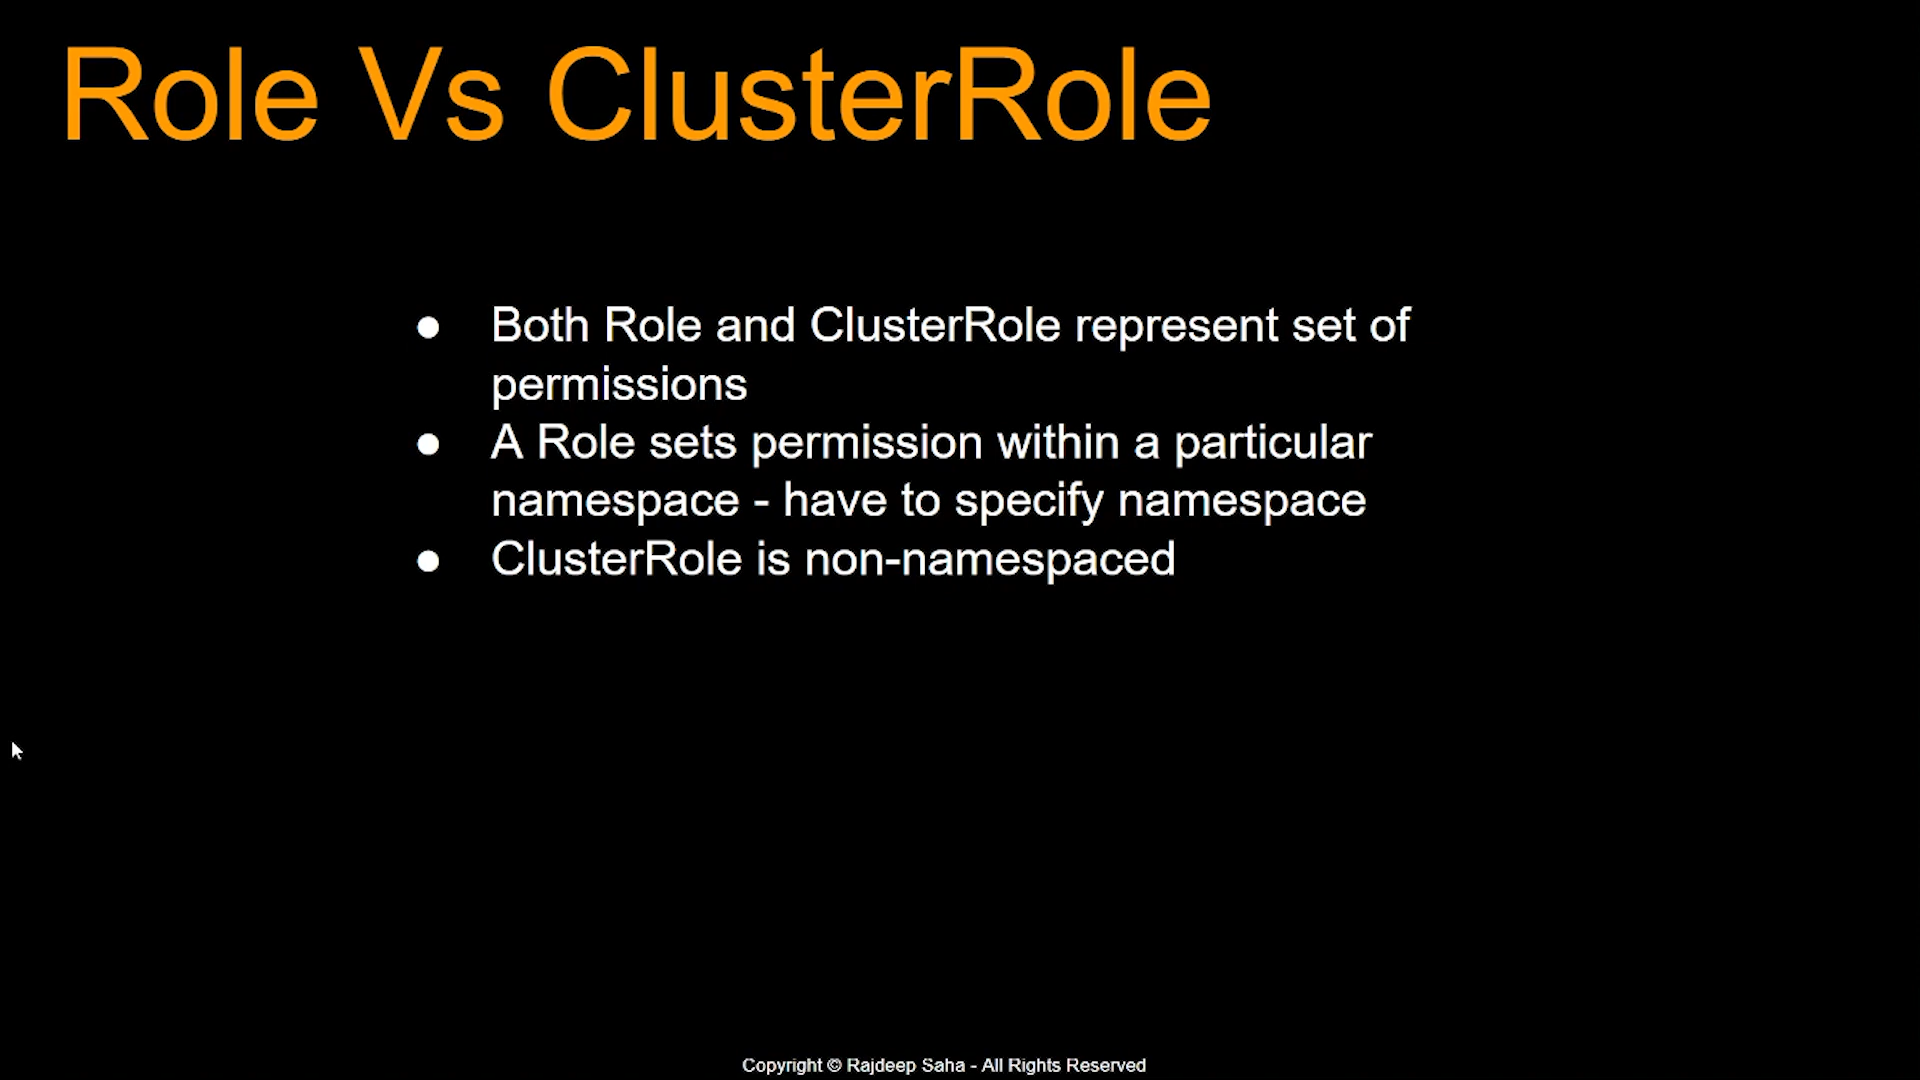 Role Vs ClusterRole
● Both Role and ClusterRole represent set of
permissions
● A Role sets permission within a particular
namespace - have to specify namespace
● ClusterRole is non-namespaced
Copyright © Rajdeep Saha - All Rights Reserved